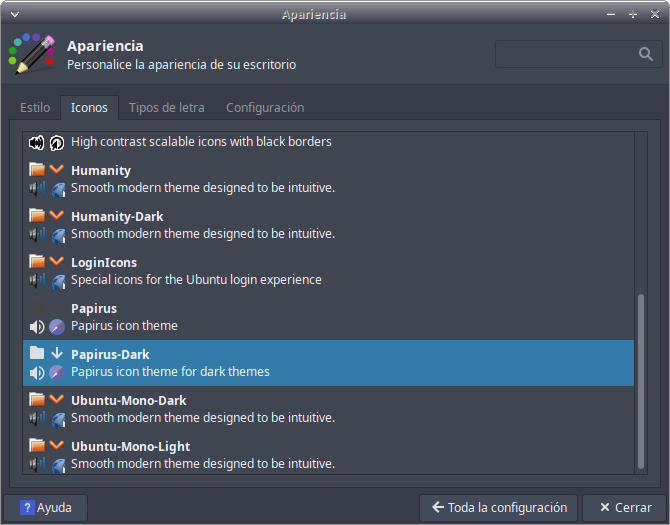 Apariencia
Apariencia
Personalice la apariencia de su escritorio
Estilo Iconos Tipos de letra Configuración
High contrast scalable icons with black borders
Humanity
Smooth modern theme designed to be intuitive.
Humanity-Dark
Smooth modern theme designed to be intuitive.
LoginIcons
Special icons for the Ubuntu login experience
Papirus
Papirus icon theme
Papirus-Dark
Papirus icon theme for dark themes
Ubuntu-Mono-Dark
Smooth modern theme designed to be intuitive.
Ubuntu-Mono-Light
Smooth modern theme designed to be intuitive.
? Ayuda Toda la configuración Cerrar